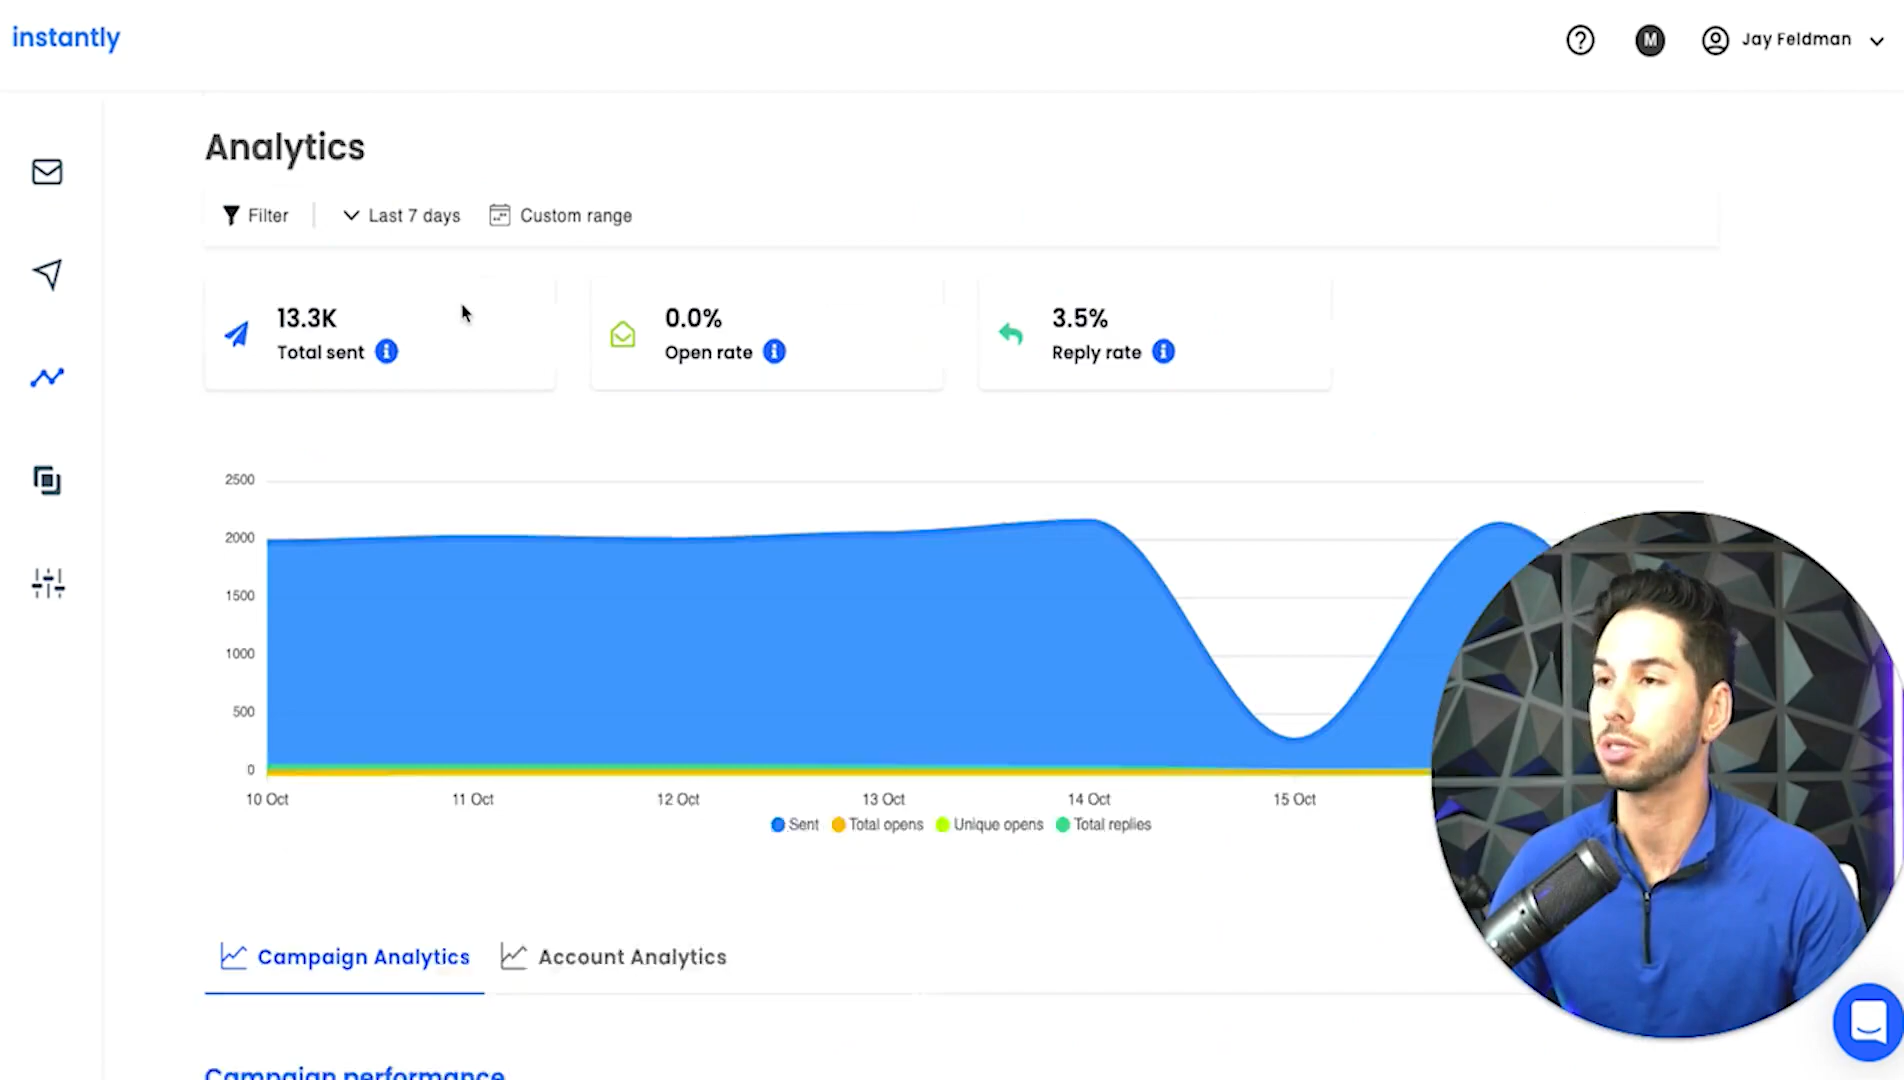 instantly
M
Jay Feldman
Analytics
Filter
Last 7 days
Custom range
13.3K
Total sent
0.0%
Open rate
3.5%
Reply rate
2500
2000
1500
1000
500
0
10 Oct
11 Oct
12 Oct
13 Oct
14 Oct
15 Oct
Sent
Total opens
Unique opens
Total replies
Campaign Analytics
Account Analytics
Campaign performance